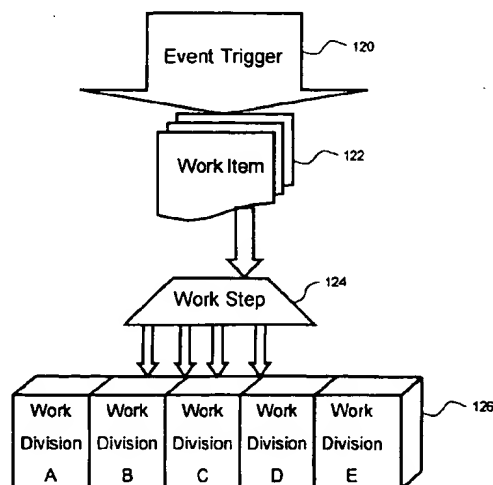 Event Trigger
120
Work Item
122
Work Step
124
Work Work Work Work Work
Division Division Division Division Division
A B C D E
126